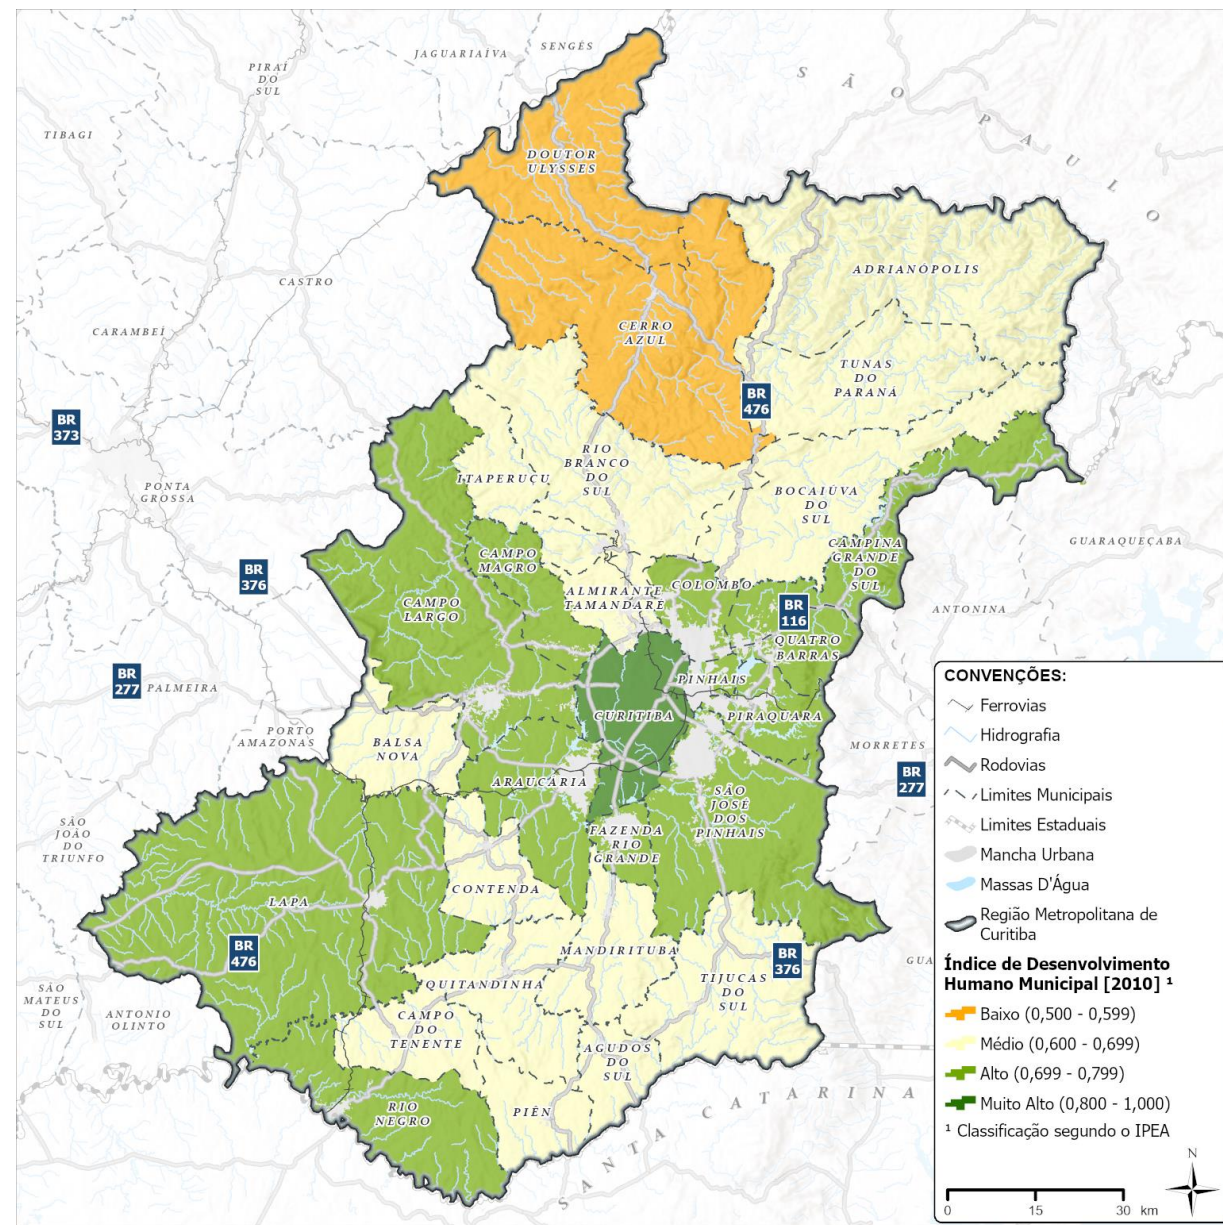 SENGÉS
JAGUARIAÍVA
PIRAÍ
DO
SUL
TIBAGI
SÃO PAULO
DOUTOR
ULYSSES
ADRIANÓPOLIS
CASTRO
CARAMBEÍ
CERRO
AZUL
TUNAS
DO
PARANÁ
BR
476
BR
373
PONTA
GROSSA
RIO
BRANCO
DO
SUL
ITAPERUÇU
BOCAIÚVA
DO
SUL
CAMPINA
GRANDE
DO
SUL
GUARAQUEÇABA
CAMPO
MAGRO
BR
376
COLOMBO
ALMIRANTE
TAMANDARÉ
CAMPO
LARGO
BR
116
ANTONINA
QUATRO
BARRAS
BR
277
PALMEIRA
PINHAIS
CURITIBA
PIRAQUARA
PORTO
AMAZONAS
BALSA
NOVA
MORRETES
BR
277
ARAUCÁRIA
SÃO
JOSÉ
DOS
PINHAIS
SÃO
JOÃO
DO
TRIUNFO
FAZENDA
RIO
GRANDE
CONTENDA
LAPA
BR
476
MANDIRITUBA
BR
376
GUA
TIJUCAS
DO
SUL
QUITANDINHA
SÃO
MATEUS
DO
SUL
ANTONIO
OLINTO
CAMPO
DO
TENENTE
AGUDOS
DO
SUL
RIO
NEGRO
PIÊN
SANTA CATARINA
CONVENÇÕES:
Ferrovias
Hidrografia
Rodovias
Limites Municipais
Limites Estaduais
Mancha Urbana
Massas D'Água
Região Metropolitana de
Curitiba
Índice de Desenvolvimento
Humano Municipal [2010] ¹
Baixo (0,500 - 0,599)
Médio (0,600 - 0,699)
Alto (0,699 - 0,799)
Muito Alto (0,800 - 1,000)
¹ Classificação segundo o IPEA
N
0 15 30 km